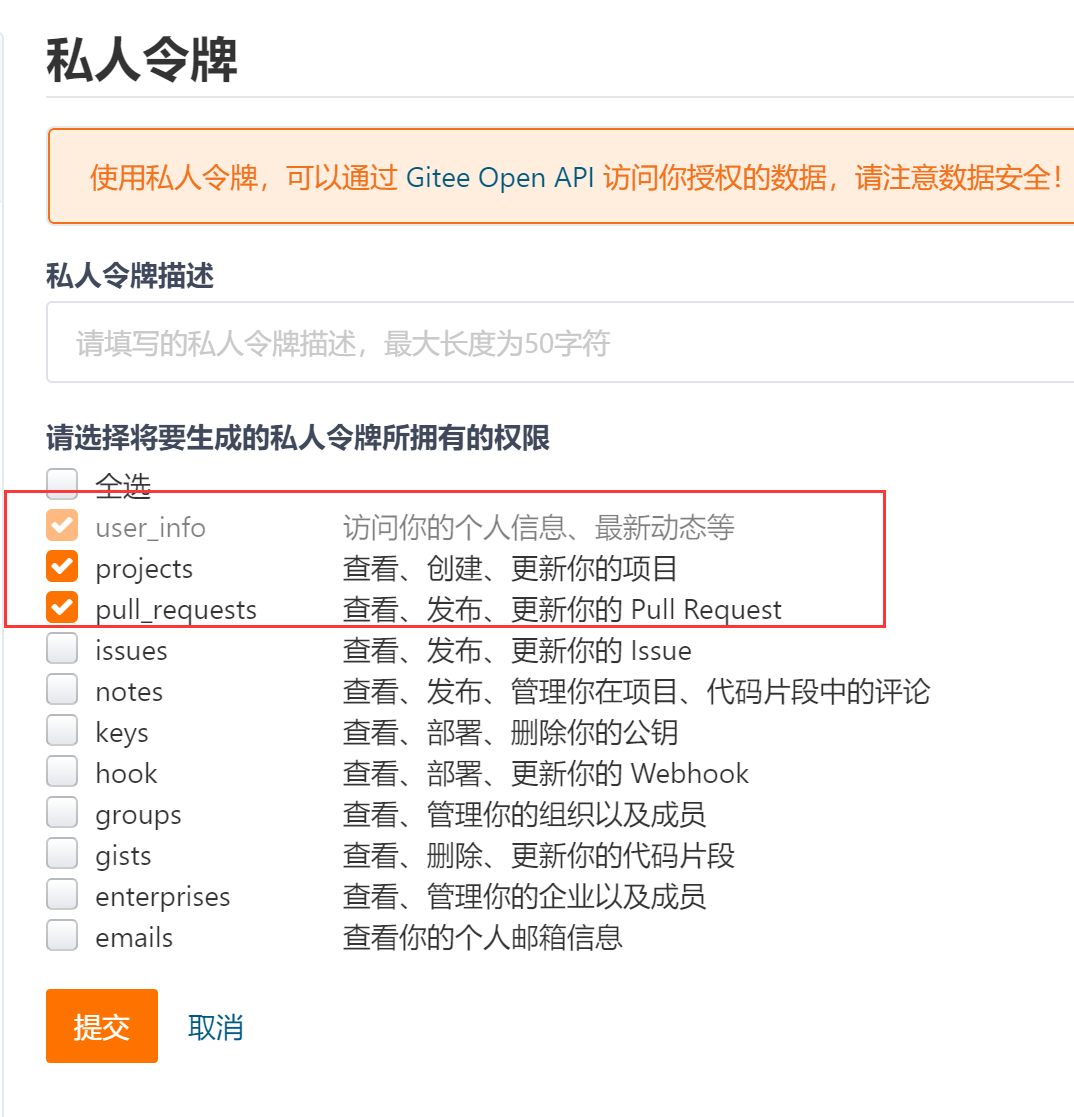 私人令牌
使用私人令牌，可以通过 Gitee Open API 访问你授权的数据，请注意数据安全！
私人令牌描述
请填写的私人令牌描述，最大长度为50字符
请选择将要生成的私人令牌所拥有的权限
全选
user_info 访问你的个人信息、最新动态等
projects 查看、创建、更新你的项目
pull_requests 查看、发布、更新你的 Pull Request
issues 查看、发布、更新你的 Issue
notes 查看、发布、管理你在项目、代码片段中的评论
keys 查看、部署、删除你的公钥
hook 查看、部署、更新你的 Webhook
groups 查看、管理你的组织以及成员
gists 查看、删除、更新你的代码片段
enterprises 查看、管理你的企业以及成员
emails 查看你的个人邮箱信息
提交 取消